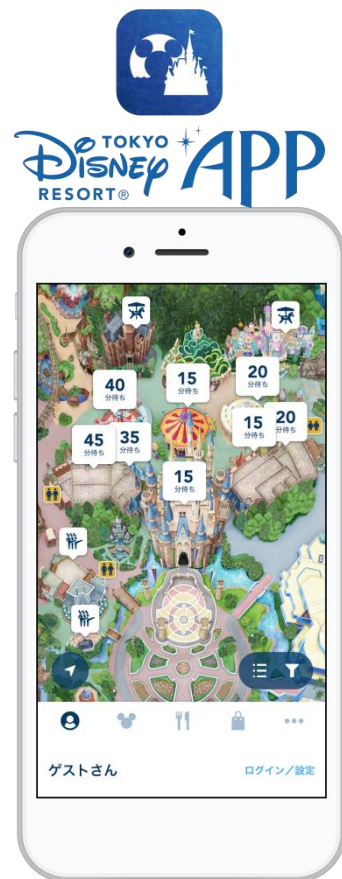 TOKYO
DISNEY APP
RESORT®
40
分待ち
15
分待ち
20
分待ち
45
分待ち
35
分待ち
15
分待ち
20
分待ち
15
分待ち
ゲストさん
ログイン/設定